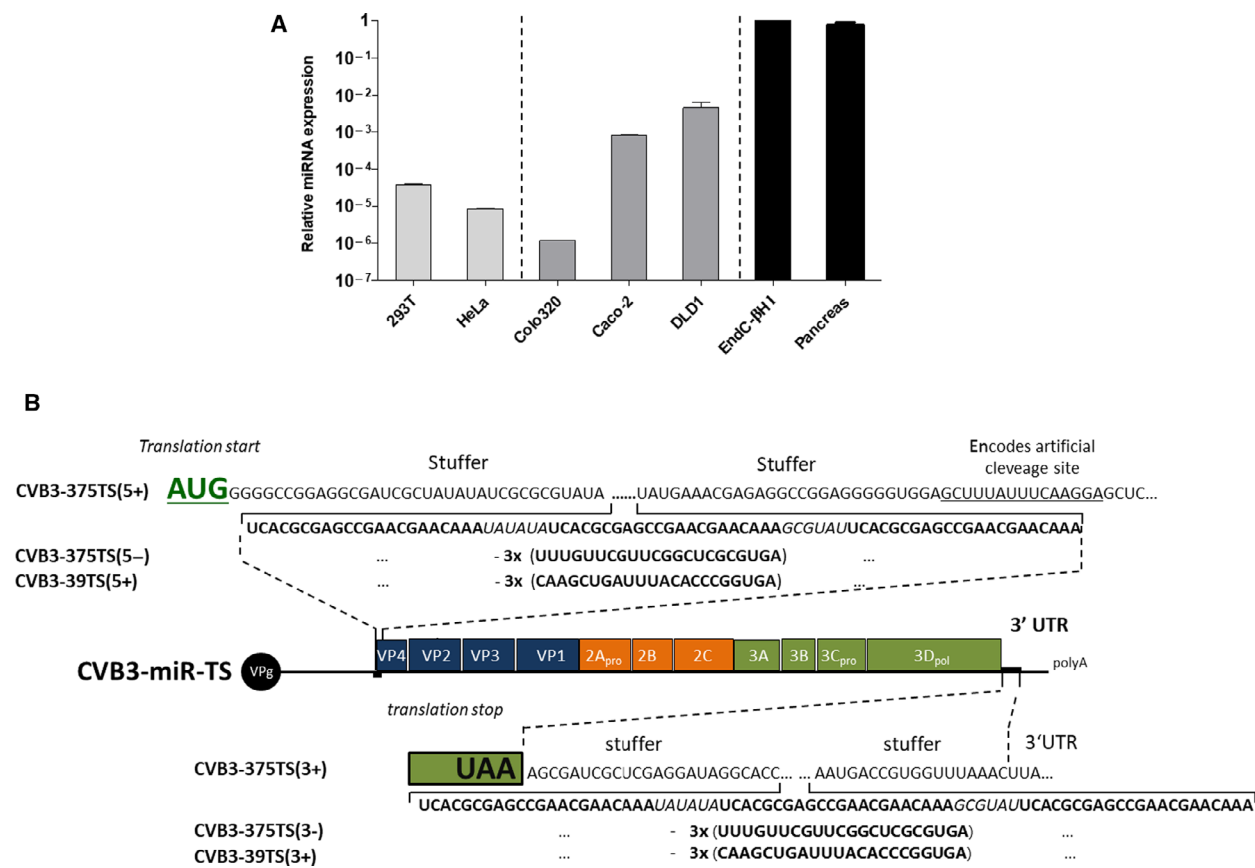 A
Relative miRNA expression
1
10−1
10−2
10−3
10−4
10−5
10−6
10−7
293T
HeLa
Colo320
Caco-2
DLD1
EndC-βH1
Pancreas
B
Translation start
Stuffer
Stuffer
Encodes artificial
cleveage site
CVB3-375TS(5+)
AUGGGGGCCGGAGGCGAUCGCUAUAUAUCGCGCGUAUA ...... UAUGAAACGAGAGGCCGGAGGGGGUGGAGCUUUAUUUCAAGGAGCUC...
UCACGCGAGCCGAACGAACAAAUAUAUAUCACGCGAGCCGAACGAACAAAGCGUAUUCACGCGAGCCGAACGAACAAA
CVB3-375TS(5−) ... - 3x (UUUGUUCGUUCGGCUCGCGUGA) ...
CVB3-39TS(5+) ... - 3x (CAAGCUGAUUUACACCCGGUGA) ...
3' UTR
CVB3-miR-TS VPg VP4 VP2 VP3 VP1 2Apro 2B 2C 3A 3B 3Cpro 3Dpol polyA
translation stop
stuffer
stuffer
3'UTR
CVB3-375TS(3+) UAA AGCGAUCGCUCGAGGAUAGGCACC... ... AAUGACCGUGGUUUAAACUUA...
UCACGCGAGCCGAACGAACAAAUAUAUAUCACGCGAGCCGAACGAACAAAGCGUAUUCACGCGAGCCGAACGAACAAA
CVB3-375TS(3-) ... - 3x (UUUGUUCGUUCGGCUCGCGUGA) ...
CVB3-39TS(3+) ... - 3x (CAAGCUGAUUUACACCCGGUGA) ...